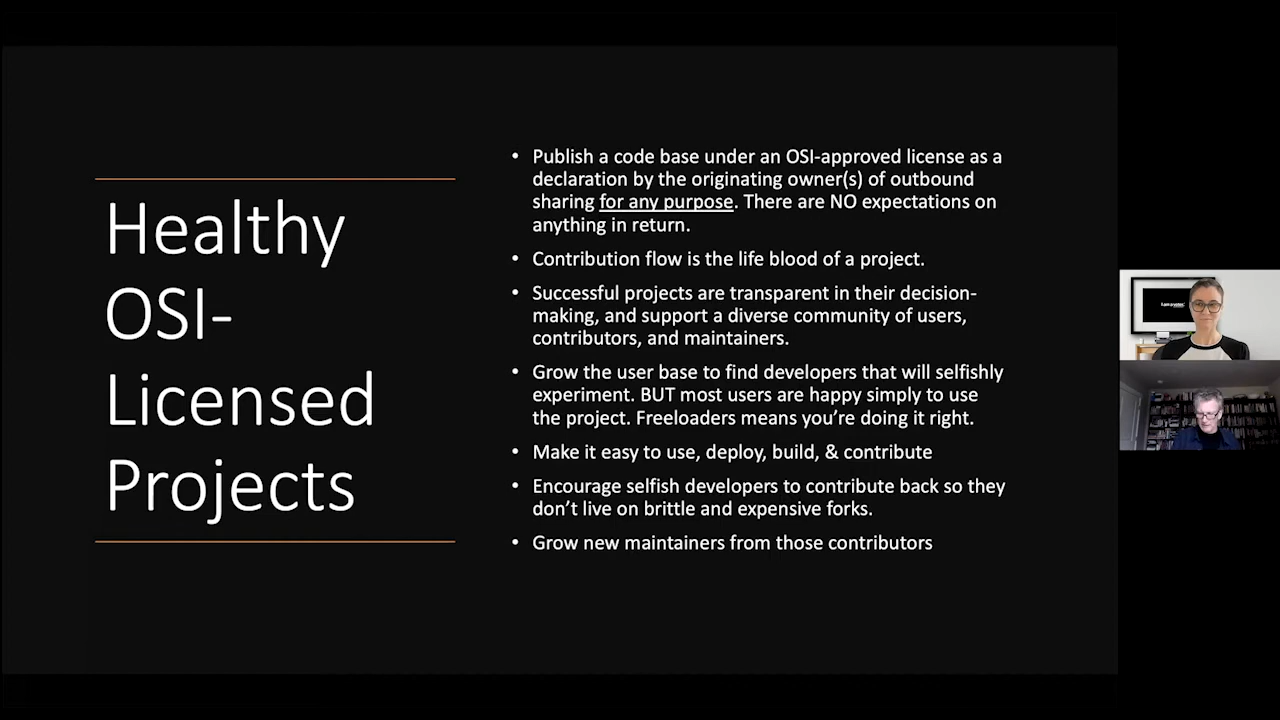 Healthy
OSI-
Licensed
Projects
• Publish a code base under an OSI-approved license as a
declaration by the originating owner(s) of outbound
sharing for any purpose. There are NO expectations on
anything in return.
• Contribution flow is the life blood of a project.
• Successful projects are transparent in their decision-
making, and support a diverse community of users,
contributors, and maintainers.
• Grow the user base to find developers that will selfishly
experiment. BUT most users are happy simply to use
the project. Freeloaders means you’re doing it right.
• Make it easy to use, deploy, build, & contribute
• Encourage selfish developers to contribute back so they
don’t live on brittle and expensive forks.
• Grow new maintainers from those contributors
I am a voter.